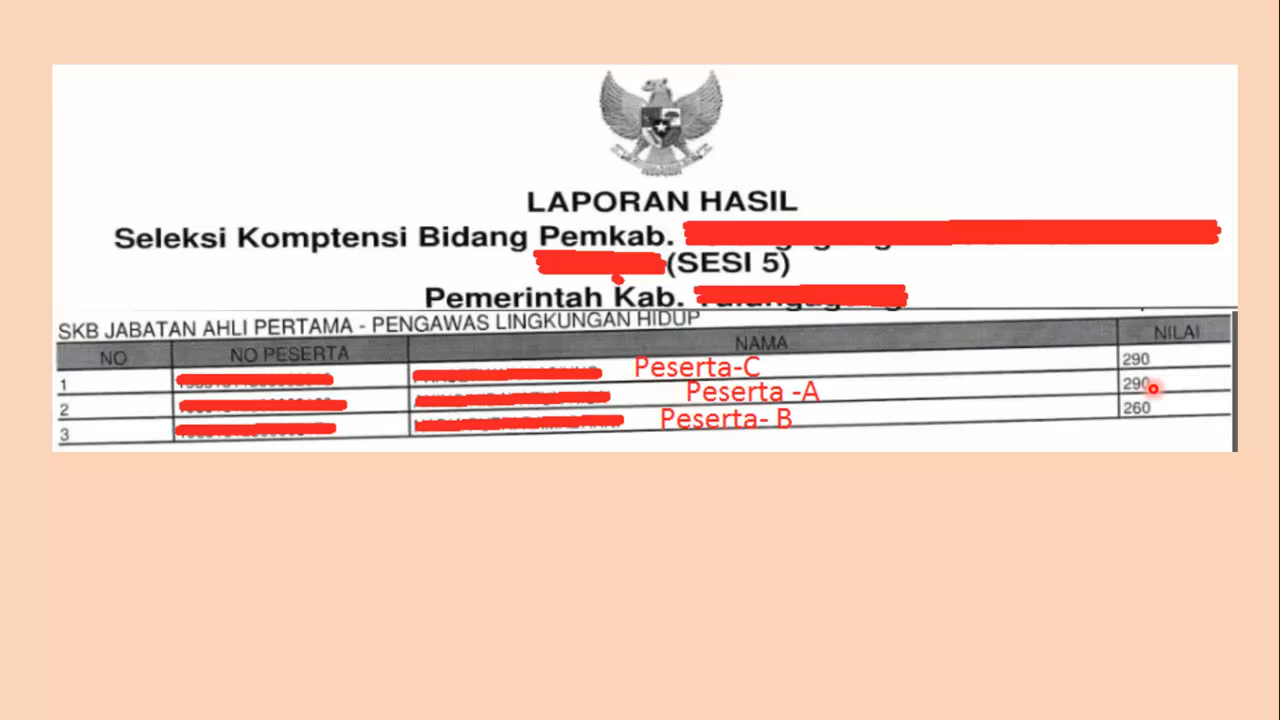 LAPORAN HASIL
Seleksi Komptensi Bidang Pemkab.
(SESI 5)
Pemerintah Kab.
SKB JABATAN AHLI PERTAMA - PENGAWAS LINGKUNGAN HIDUP
NO NO PESERTA NAMA NILAI
1 Peserta-C 290
2 Peserta -A 290
3 Peserta- B 260